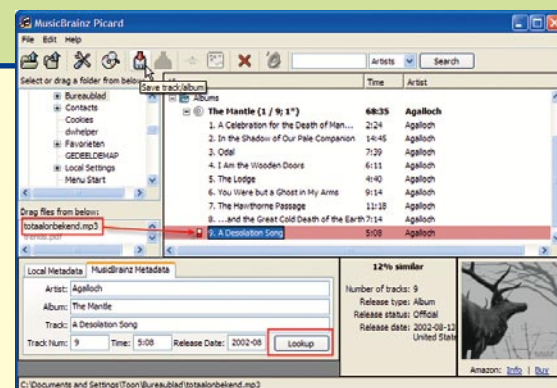 MusicBrainz Picard
File Edit Help
Artists Search
Select or drag a folder from below
Save track/album
Time Artist
Bureaublad
Contacts
Cookies
dwhelper
Favorieten
GEDEELDEMAP
Local Settings
Menu Start
Albums
The Mantle (1 / 9; 1*) 68:35 Agalloch
1. A Celebration for the Death of Man... 2:24 Agalloch
2. In the Shadow of Our Pale Companion 14:45 Agalloch
3. Odal 7:39 Agalloch
4. I Am the Wooden Doors 6:11 Agalloch
5. The Lodge 4:40 Agalloch
6. You Were but a Ghost in My Arms 9:14 Agalloch
7. The Hawthorne Passage 11:18 Agalloch
8. ...and the Great Cold Death of the Earth 7:14 Agalloch
9. A Desolation Song 5:08 Agalloch
Drag files from below:
totaalonbekend.mp3
Local Metadata MusicBrainz Metadata
Artist: Agalloch
Album: The Mantle
Track: A Desolation Song
Track Num: 9 Time: 5:08 Release Date: 2002-08 Lookup
12% similar
Number of tracks: 9
Release type: Album
Release status: Official
Release date: 2002-08-13
United State
Amazon: Info | Buy
C:\Documents and Settings\Toon\Bureaublad\totaalonbekend.mp3